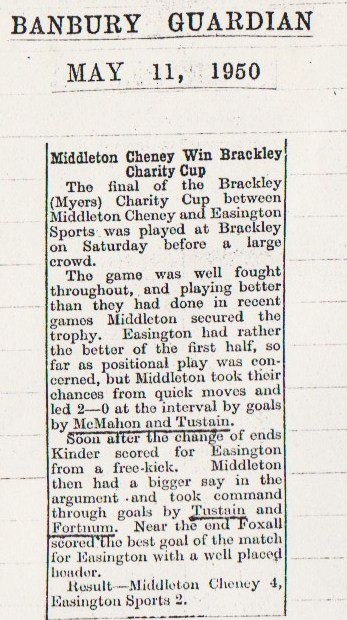 BANBURY GUARDIAN
MAY 11, 1950
Middleton Cheney Win Brackley
Charity Cup
The final of the Brackley
(Myers) Charity Cup between
Middleton Cheney and Easington
Sports was played at Brackley
on Saturday before a large
crowd.
The game was well fought
throughout, and playing better
than they had done in recent
games Middleton secured the
trophy. Easington had rather
the better of the first half, so
far as positional play was con-
cerned, but Middleton took their
chances from quick moves and
led 2—0 at the interval by goals
by McMahon and Tustain.
Soon after the change of ends
Kinder scored for Easington
from a free-kick. Middleton
then had a bigger say in the
argument and took command
through goals by Tustain and
Fortnum. Near the end Foxall
scored the best goal of the match
for Easington with a well placed
header.
Result—Middleton Cheney 4,
Easington Sports 2.